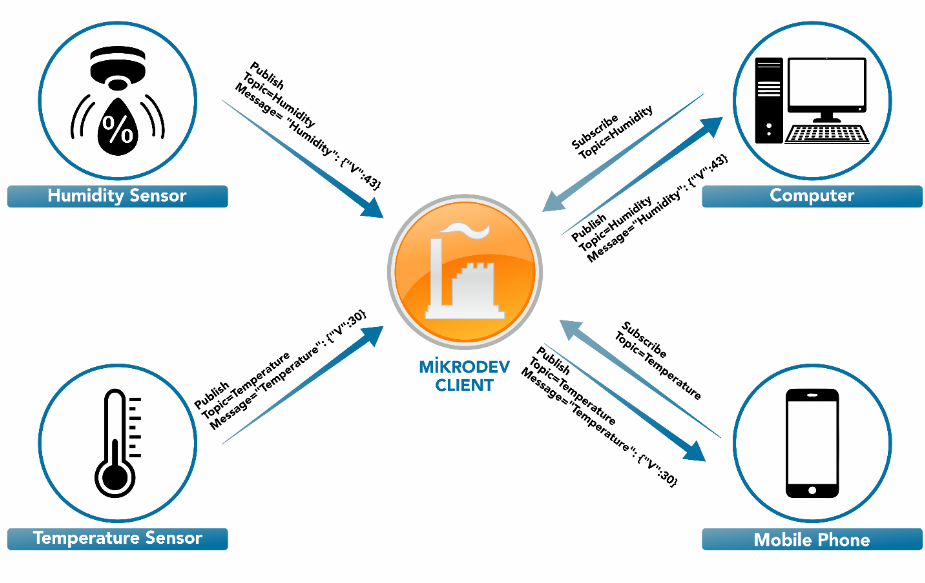 Publish
Topic=Humidity
Message= "Humidity": {"V":43}
%
Humidity Sensor
Subscribe
Topic=Humidity
Publish
Topic=Humidity
Message="Humidity": {"V":43}
Computer
MİKRODEV
CLIENT
Publish
Topic=Temperature
Message="Temperature": {"V":30}
Temperature Sensor
Subscribe
Topic=Temperature
Publish
Topic=Temperature
Message="Temperature": {"V":30}
Mobile Phone